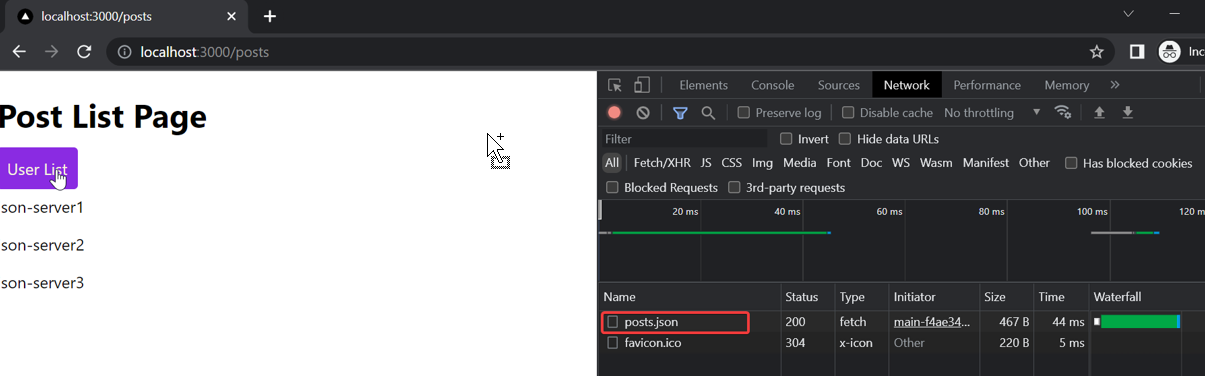 localhost:3000/posts
localhost:3000/posts
Inc
Post List Page
User List
son-server1
son-server2
son-server3
Elements Console Sources Network Performance Memory
Preserve log Disable cache No throttling
Filter Invert Hide data URLs
All Fetch/XHR JS CSS Img Media Font Doc WS Wasm Manifest Other Has blocked cookies
Blocked Requests 3rd-party requests
20 ms 40 ms 60 ms 80 ms 100 ms 120 m
Name Status Type Initiator Size Time Waterfall
posts.json 200 fetch main-f4ae34... 467 B 44 ms
favicon.ico 304 x-icon Other 220 B 5 ms